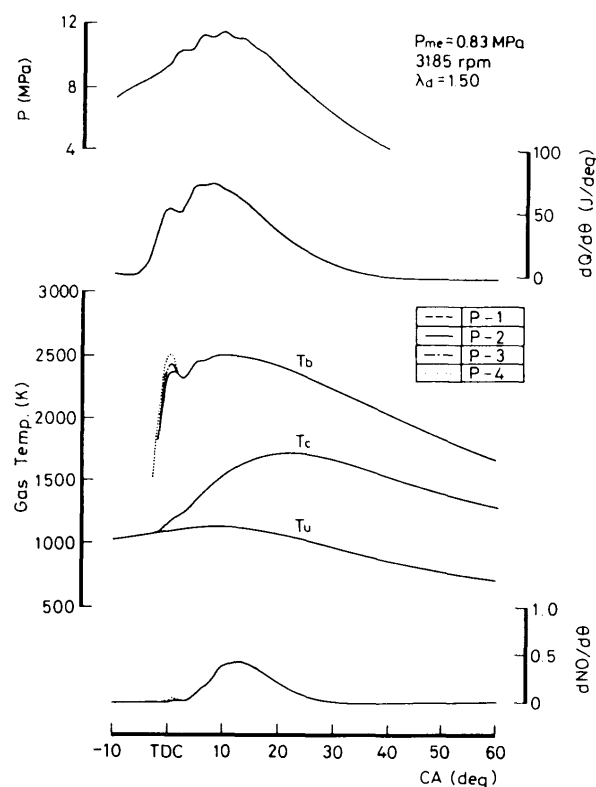 12
8
4
P (MPa)
Pme=0.83 MPa
3185 rpm
λd=1.50
100
50
0
dQ/dθ (J/deg)
3000
2500
2000
1500
1000
500
Gas Temp. (K)
P-1
P-2
P-3
P-4
Tb
Tc
Tu
1.0
0.5
0
dNO/dθ
-10 TDC 10 20 30 40 50 60
CA (deg)